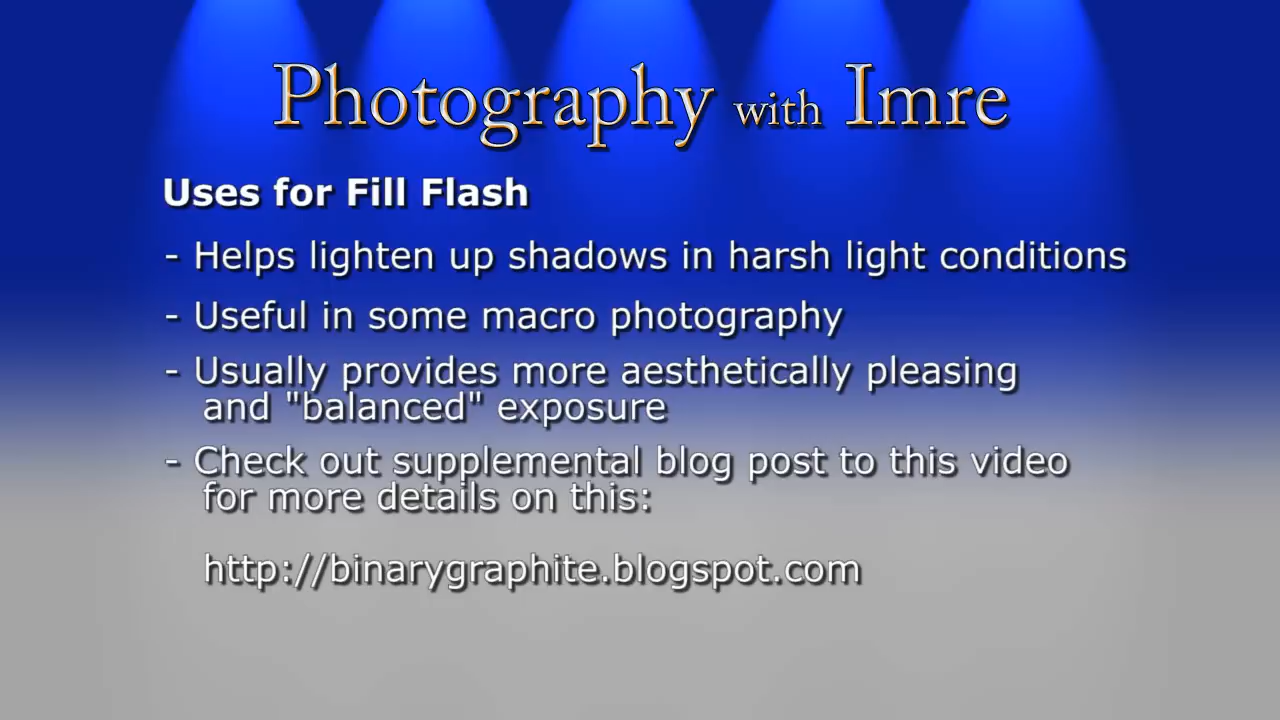 Photography with Imre
Uses for Fill Flash
- Helps lighten up shadows in harsh light conditions
- Useful in some macro photography
- Usually provides more aesthetically pleasing
and "balanced" exposure
- Check out supplemental blog post to this video
for more details on this:
http://binarygraphite.blogspot.com